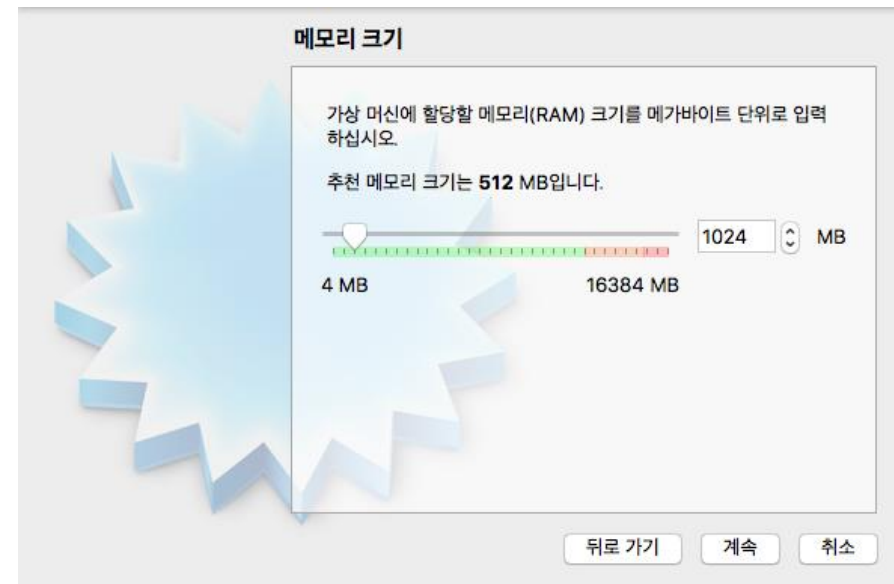 메모리 크기
가상 머신에 할당할 메모리(RAM) 크기를 메가바이트 단위로 입력
하십시오.
추천 메모리 크기는 512 MB입니다.
1024 MB
4 MB 16384 MB
뒤로 가기 계속 취소